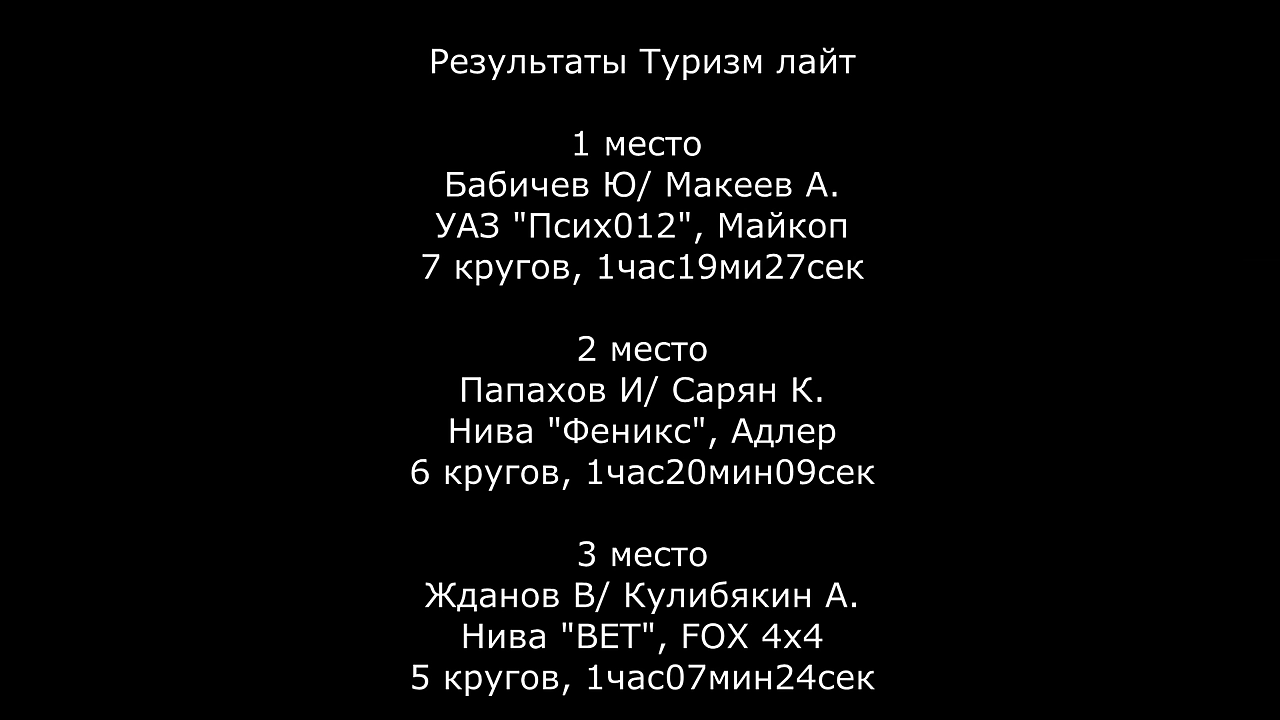 Результаты Туризм лайт
1 место
Бабичев Ю/ Макеев А.
УАЗ "Псих012", Майкоп
7 кругов, 1час19ми27сек
2 место
Папахов И/ Сарян К.
Нива "Феникс", Адлер
6 кругов, 1час20мин09сек
3 место
Жданов В/ Кулибякин А.
Нива "ВЕТ", FOX 4x4
5 кругов, 1час07мин24сек